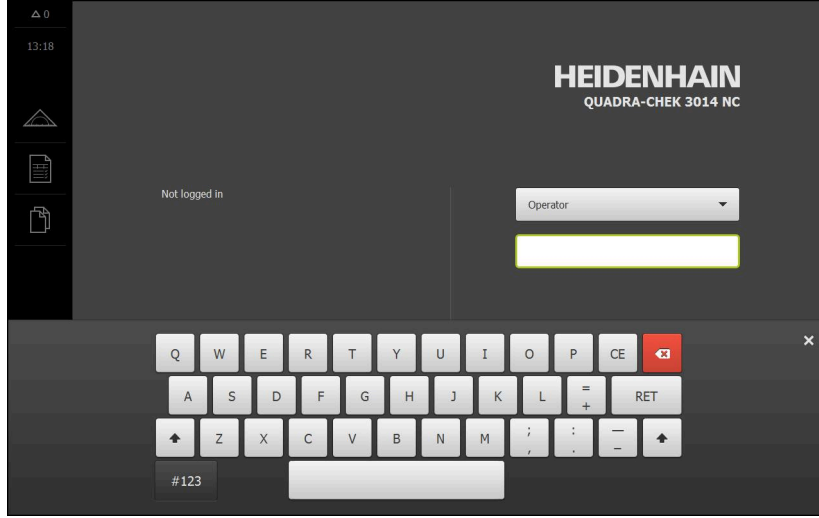 0
13:18
HEIDENHAIN
QUADRA-CHEK 3014 NC
Not logged in
Operator
Q W E R T Y U I O P CE
A S D F G H J K L = + RET
Z X C V B N M ; , : . — –
#123